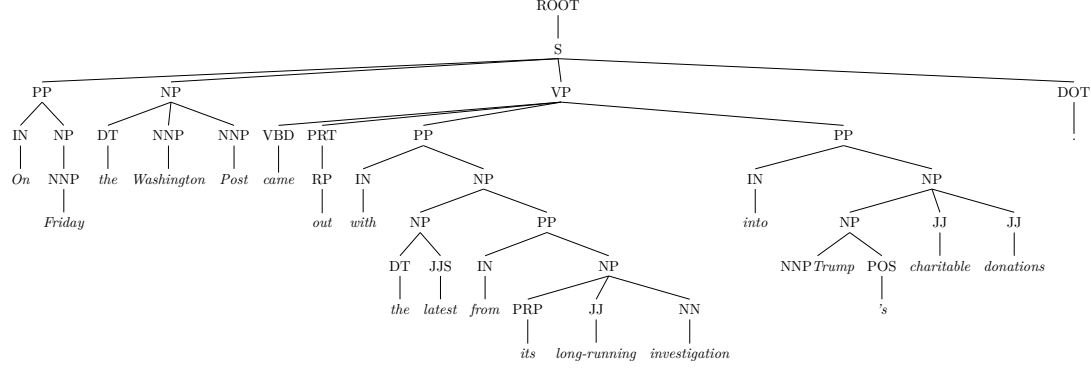 ROOT
S
PP NP VP DOT
IN NP DT NNP NNP VBD PRT PP PP .
On NNP the Washington Post came RP IN NP IN NP
Friday out with NP PP into NP JJ JJ
DT JJS IN NP NNP Trump POS charitable donations
the latest from PRP JJ NN 's
its long-running investigation